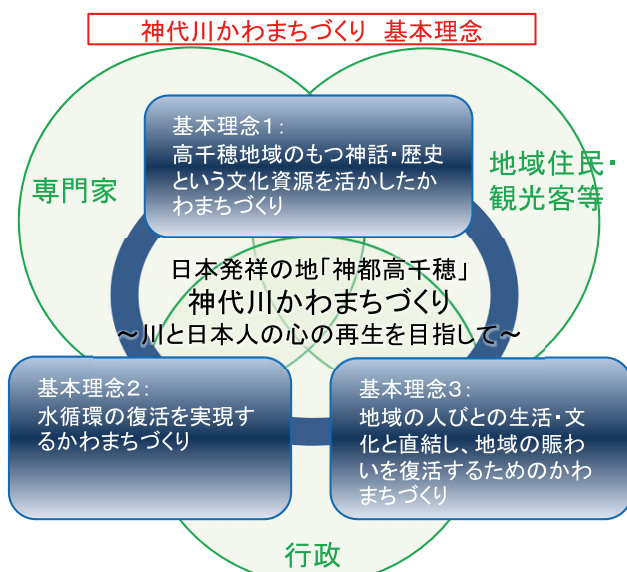 神代川かわまちづくり 基本理念
専門家
地域住民・
観光客等
基本理念1:
高千穂地域のもつ神話・歴史
という文化資源を活かしたか
わまちづくり
日本発祥の地「神都高千穂」
神代川かわまちづくり
～川と日本人の心の再生を目指して～
基本理念2:
水循環の復活を実現す
るかわまちづくり
基本理念3:
地域の人びとの生活・文
化と直結し、地域の賑わ
いを復活するためのかわ
まちづくり
行政